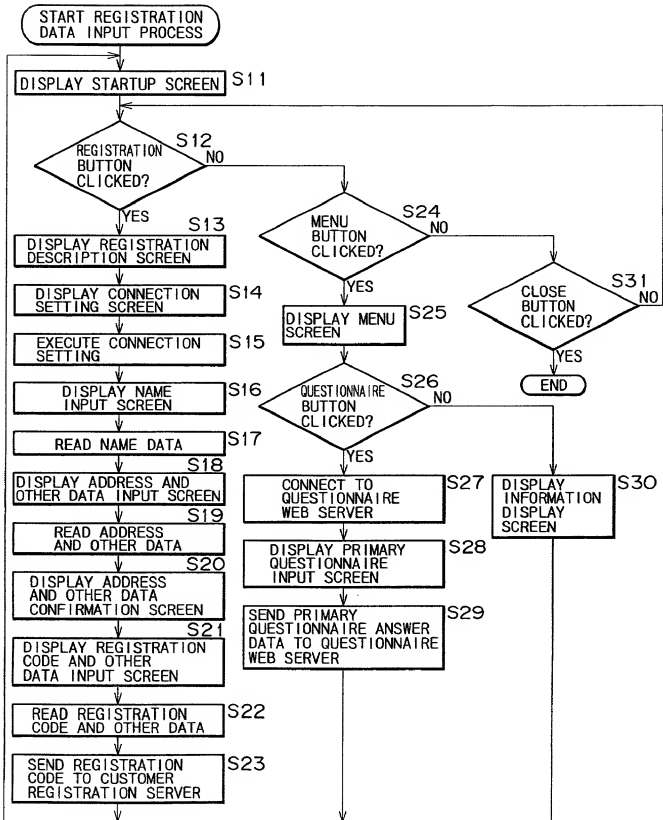 START REGISTRATION
DATA INPUT PROCESS
DISPLAY STARTUP SCREEN
S11
REGISTRATION
BUTTON
CLICKED?
S12
NO
YES
S13
DISPLAY REGISTRATION
DESCRIPTION SCREEN
DISPLAY CONNECTION
SETTING SCREEN
S14
EXECUTE CONNECTION
SETTING
S15
DISPLAY NAME
INPUT SCREEN
S16
READ NAME DATA
S17
S18
DISPLAY ADDRESS AND
OTHER DATA INPUT SCREEN
S19
READ ADDRESS
AND OTHER DATA
S20
DISPLAY ADDRESS
AND OTHER DATA
CONFIRMATION SCREEN
S21
DISPLAY REGISTRATION
CODE AND OTHER
DATA INPUT SCREEN
READ REGISTRATION
CODE AND OTHER DATA
S22
SEND REGISTRATION
CODE TO CUSTOMER
REGISTRATION SERVER
S23
MENU
BUTTON
CLICKED?
S24
NO
YES
DISPLAY MENU
SCREEN
S25
QUESTIONNAIRE
BUTTON
CLICKED?
S26
NO
YES
CONNECT TO
QUESTIONNAIRE
WEB SERVER
S27
DISPLAY PRIMARY
QUESTIONNAIRE
INPUT SCREEN
S28
SEND PRIMARY
QUESTIONNAIRE ANSWER
DATA TO QUESTIONNAIRE
WEB SERVER
S29
CLOSE
BUTTON
CLICKED?
S31
NO
YES
END
DISPLAY
INFORMATION
DISPLAY
SCREEN
S30